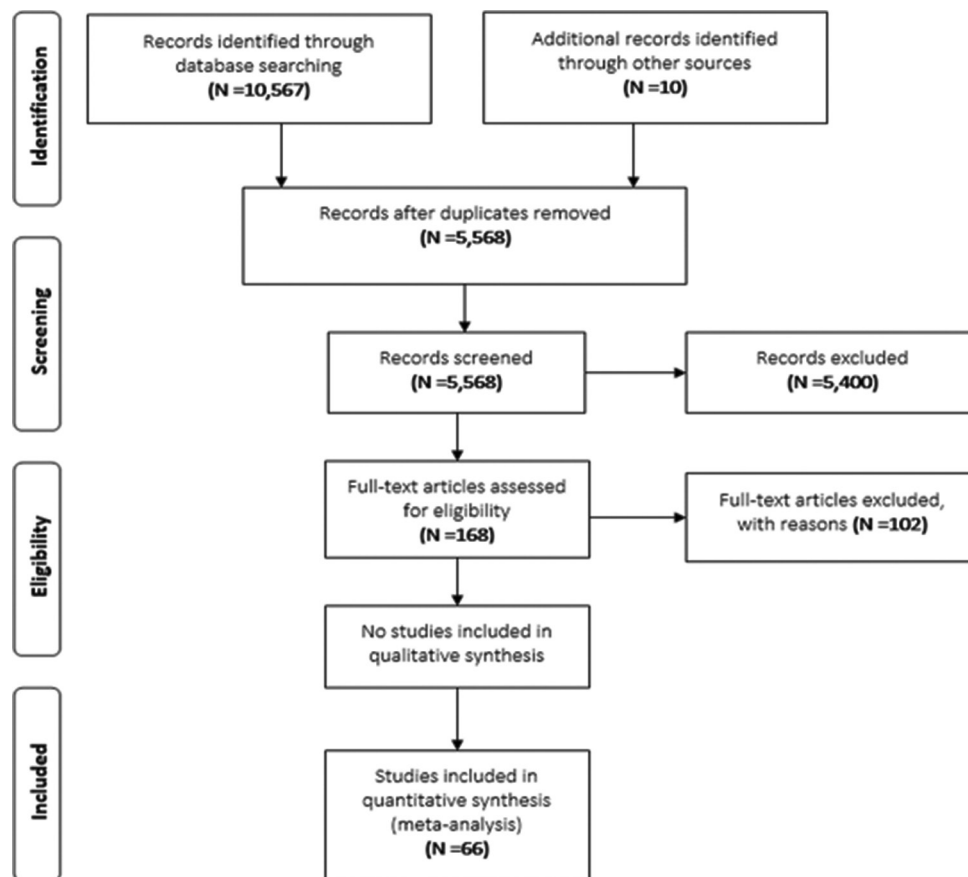 Identification
Records identified through
database searching
(N =10,567)
Additional records identified
through other sources
(N =10)
Records after duplicates removed
(N =5,568)
Screening
Records screened
(N =5,568)
Records excluded
(N =5,400)
Eligibility
Full-text articles assessed
for eligibility
(N =168)
Full-text articles excluded,
with reasons (N =102)
No studies included in
qualitative synthesis
Included
Studies included in
quantitative synthesis
(meta-analysis)
(N =66)